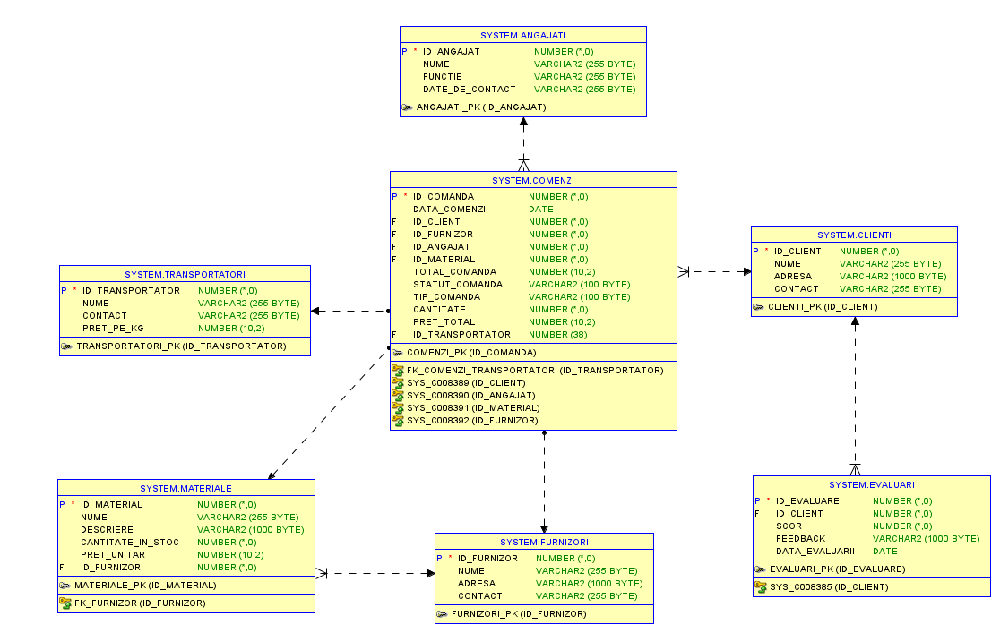 SYSTEM.ANGAJATI
P * ID_ANGAJAT NUMBER (*,0)
NUME VARCHAR2 (255 BYTE)
FUNCTIE VARCHAR2 (255 BYTE)
DATE_DE_CONTACT VARCHAR2 (255 BYTE)
ANGAJATI_PK (ID_ANGAJAT)
SYSTEM.COMENZI
P * ID_COMANDA NUMBER (*,0)
DATA_COMENZII DATE
F ID_CLIENT NUMBER (*,0)
F ID_FURNIZOR NUMBER (*,0)
F ID_ANGAJAT NUMBER (*,0)
F ID_MATERIAL NUMBER (*,0)
TOTAL_COMANDA NUMBER (10,2)
STATUT_COMANDA VARCHAR2 (100 BYTE)
TIP_COMANDA VARCHAR2 (100 BYTE)
CANTITATE NUMBER (*,0)
PRET_TOTAL NUMBER (10,2)
F ID_TRANSPORTATOR NUMBER (38)
COMENZI_PK (ID_COMANDA)
FK_COMENZI_TRANSPORTATORI (ID_TRANSPORTATOR)
SYS_C008389 (ID_CLIENT)
SYS_C008390 (ID_ANGAJAT)
SYS_C008391 (ID_MATERIAL)
SYS_C008392 (ID_FURNIZOR)
SYSTEM.CLIENTI
P * ID_CLIENT NUMBER (*,0)
NUME VARCHAR2 (255 BYTE)
ADRESA VARCHAR2 (1000 BYTE)
CONTACT VARCHAR2 (255 BYTE)
CLIENTI_PK (ID_CLIENT)
SYSTEM.TRANSPORTATORI
P * ID_TRANSPORTATOR NUMBER (*,0)
NUME VARCHAR2 (255 BYTE)
CONTACT VARCHAR2 (255 BYTE)
PRET_PE_KG NUMBER (10,2)
TRANSPORTATORI_PK (ID_TRANSPORTATOR)
SYSTEM.MATERIALE
P * ID_MATERIAL NUMBER (*,0)
NUME VARCHAR2 (255 BYTE)
DESCRIERE VARCHAR2 (1000 BYTE)
CANTITATE_IN_STOC NUMBER (*,0)
PRET_UNITAR NUMBER (10,2)
F ID_FURNIZOR NUMBER (*,0)
MATERIALE_PK (ID_MATERIAL)
FK_FURNIZOR (ID_FURNIZOR)
SYSTEM.FURNIZORI
P * ID_FURNIZOR NUMBER (*,0)
NUME VARCHAR2 (255 BYTE)
ADRESA VARCHAR2 (1000 BYTE)
CONTACT VARCHAR2 (255 BYTE)
FURNIZORI_PK (ID_FURNIZOR)
SYSTEM.EVALUARI
P * ID_EVALUARE NUMBER (*,0)
F ID_CLIENT NUMBER (*,0)
SCOR NUMBER (*,0)
FEEDBACK VARCHAR2 (1000 BYTE)
DATA_EVALUARII DATE
EVALUARI_PK (ID_EVALUARE)
SYS_C008385 (ID_CLIENT)